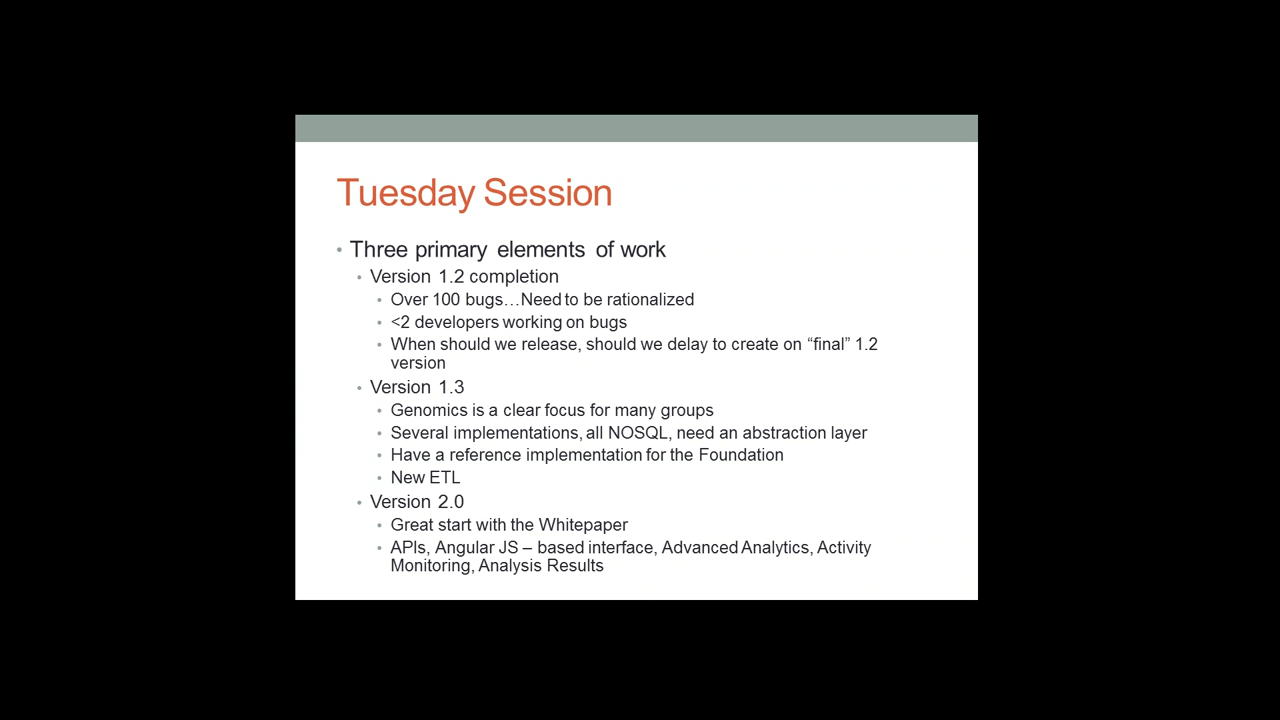 Tuesday Session
• Three primary elements of work
• Version 1.2 completion
• Over 100 bugs…Need to be rationalized
• <2 developers working on bugs
• When should we release, should we delay to create on “final” 1.2
version
• Version 1.3
• Genomics is a clear focus for many groups
• Several implementations, all NOSQL, need an abstraction layer
• Have a reference implementation for the Foundation
• New ETL
• Version 2.0
• Great start with the Whitepaper
• APIs, Angular JS – based interface, Advanced Analytics, Activity
Monitoring, Analysis Results